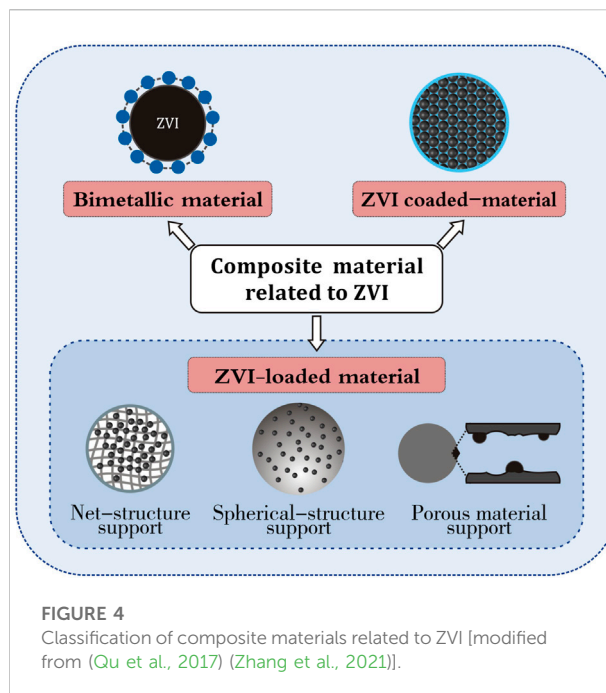 ZVI
Bimetallic material
ZVI coaded-material
Composite material
related to ZVI
ZVI-loaded material
Net-structure
support
Spherical-structure
support
Porous material
support
FIGURE 4
Classification of composite materials related to ZVI [modified
from (Qu et al., 2017) (Zhang et al., 2021)].